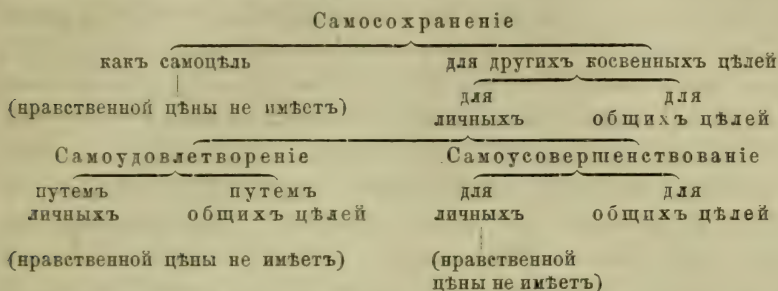 Самосохраненіе
какъ самоцѣль для другихъ косвенныхъ цѣлей
для для
(нравственной цѣны не имѣетъ)
личныхъ общихъ цѣлей
Самоудовлетвореніе Самоусовершенствованіе
путемъ путемъ для для
личныхъ общихъ цѣлей личныхъ общихъ цѣлей
(нравственной цѣны не имѣетъ) (нравственной
цѣны не имѣетъ)